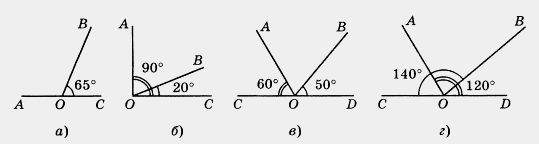 B
65°
A O C
а)
A
90°
B
20°
O C
б)
A B
60° 50°
C O D
в)
A B
140° 120°
C O D
г)